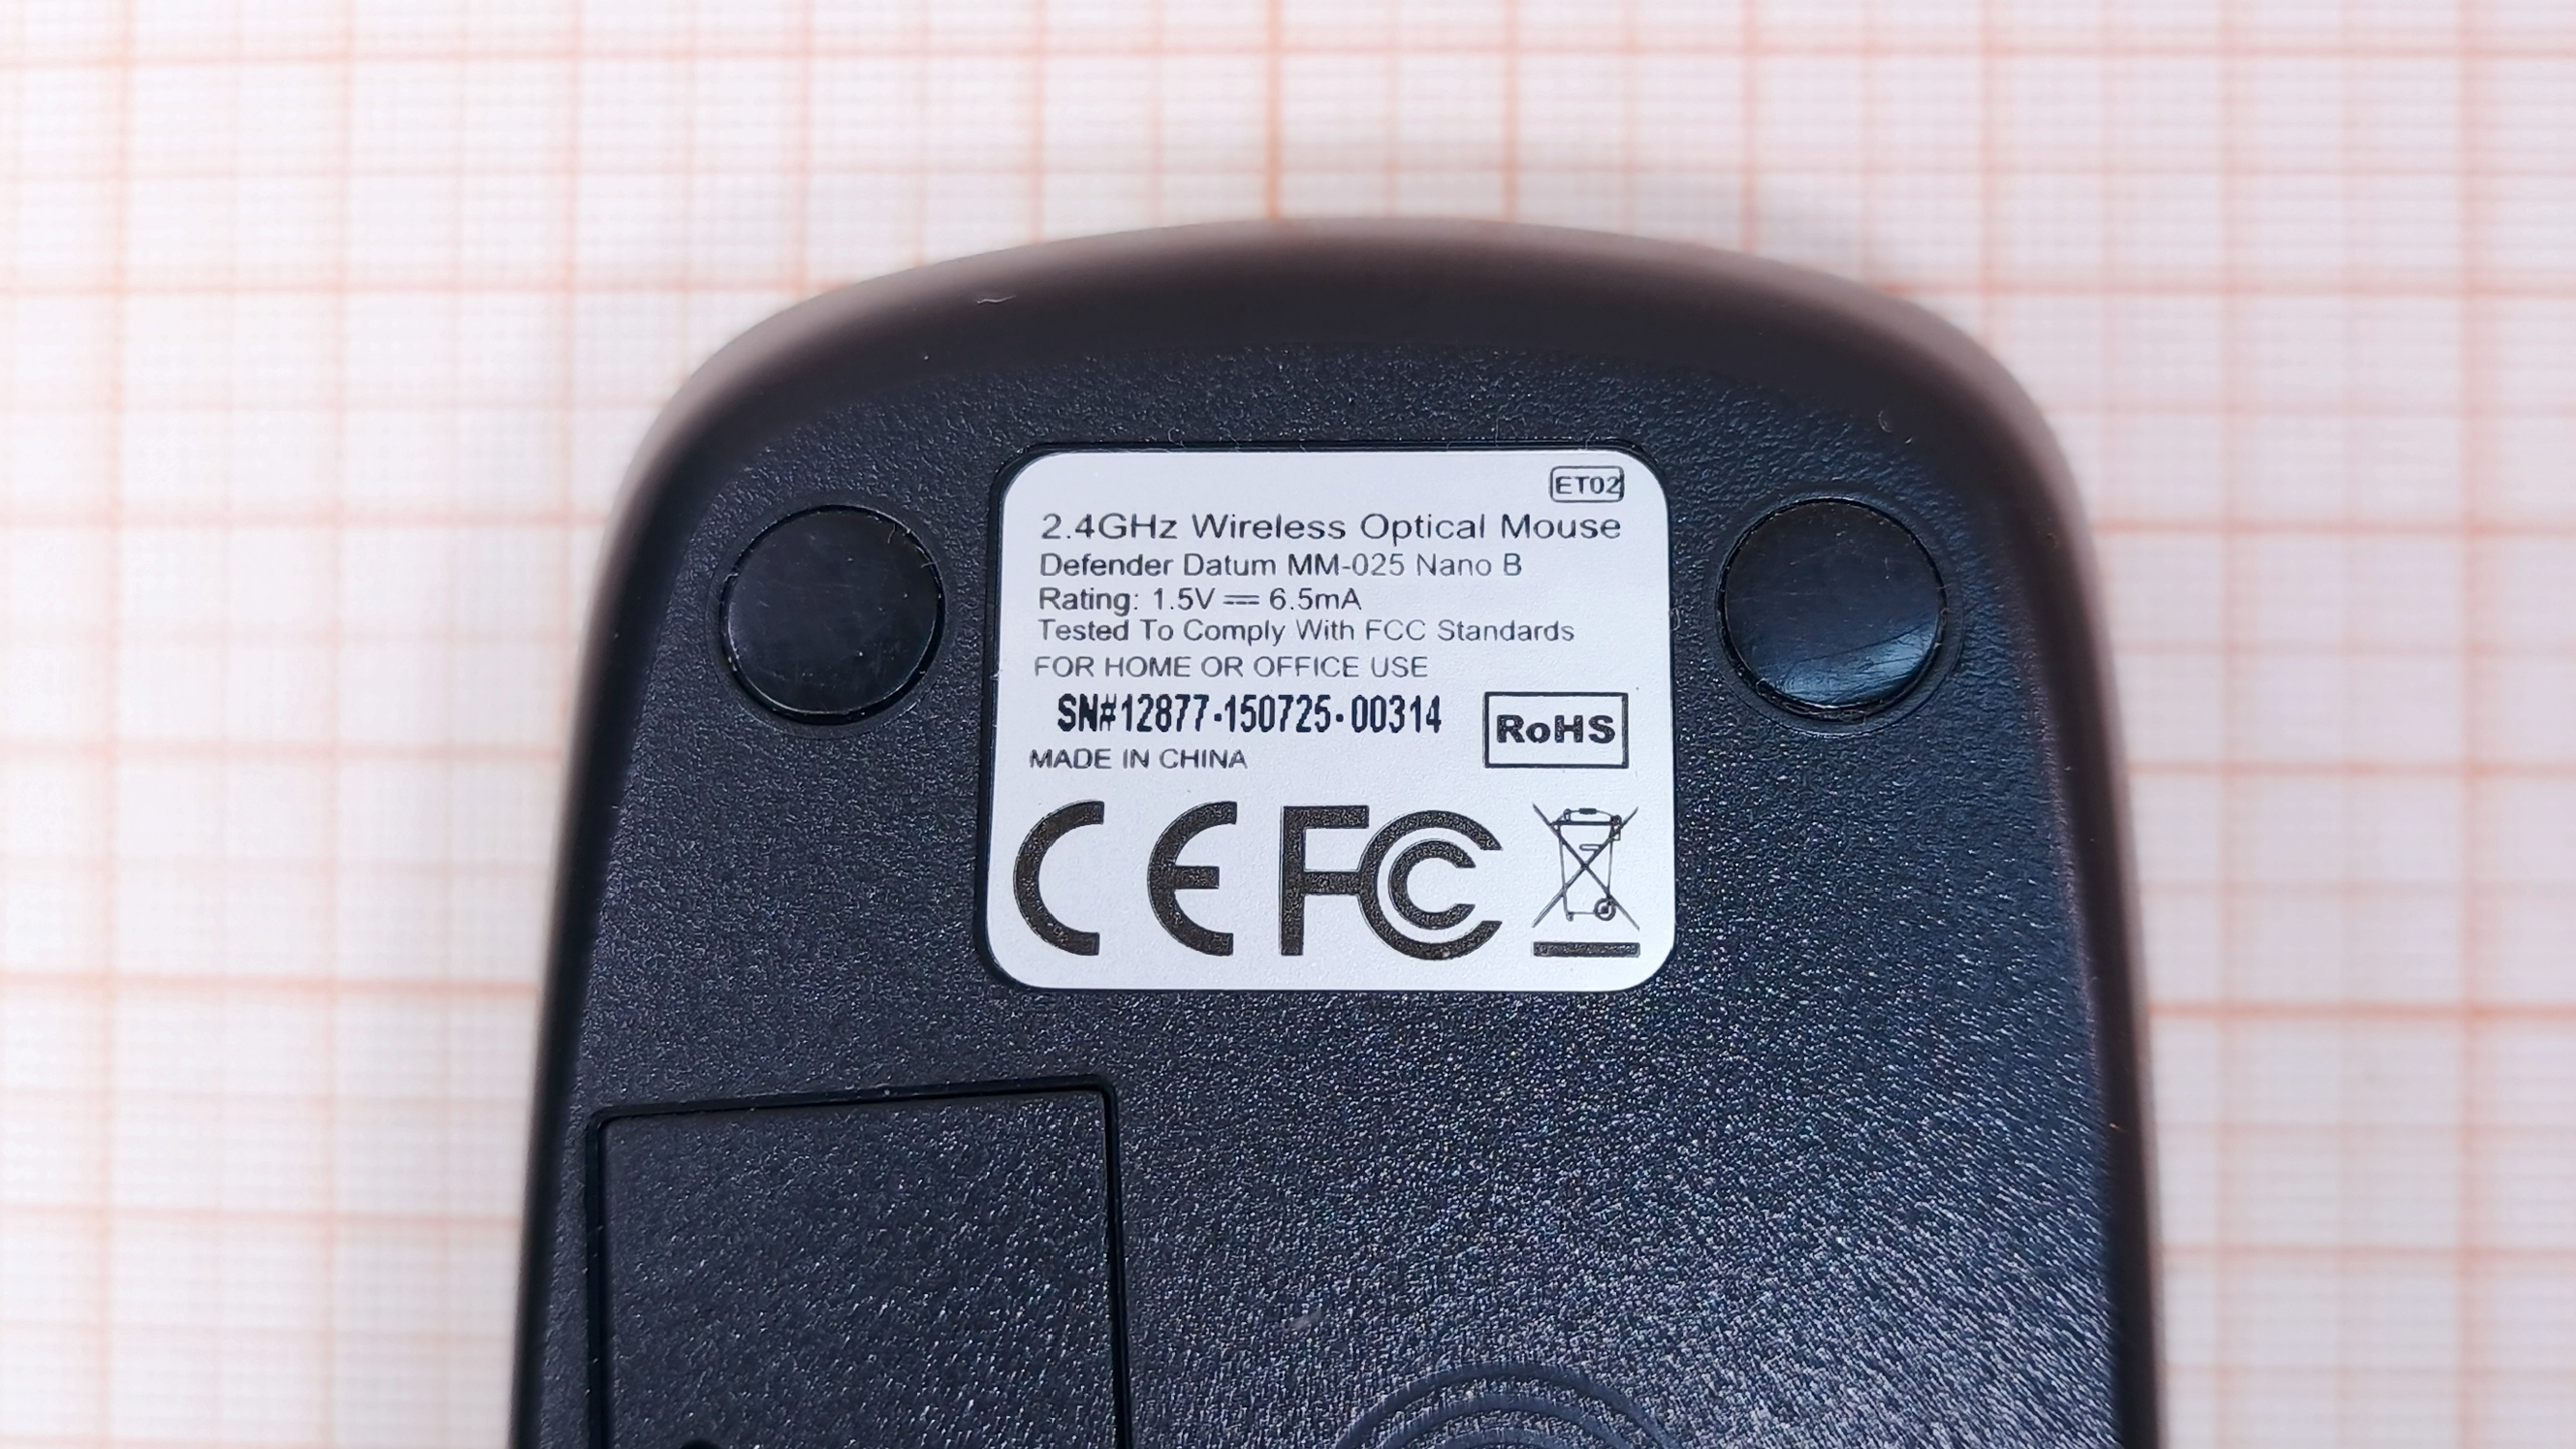 ET02
2.4GHz Wireless Optical Mouse
Defender Datum MM-025 Nano B
Rating: 1.5V ⎓ 6.5mA
Tested To Comply With FCC Standards
FOR HOME OR OFFICE USE
SN#12877-150725-00314
RoHS
MADE IN CHINA
CE FC